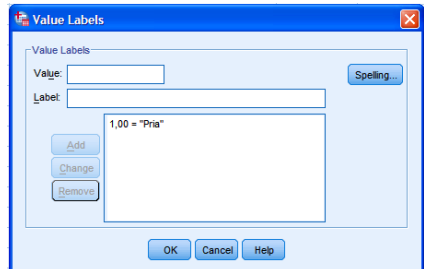 Value Labels
Value Labels
Value:
Spelling...
Label:
1,00 = "Pria"
Add
Change
Remove
OK Cancel Help